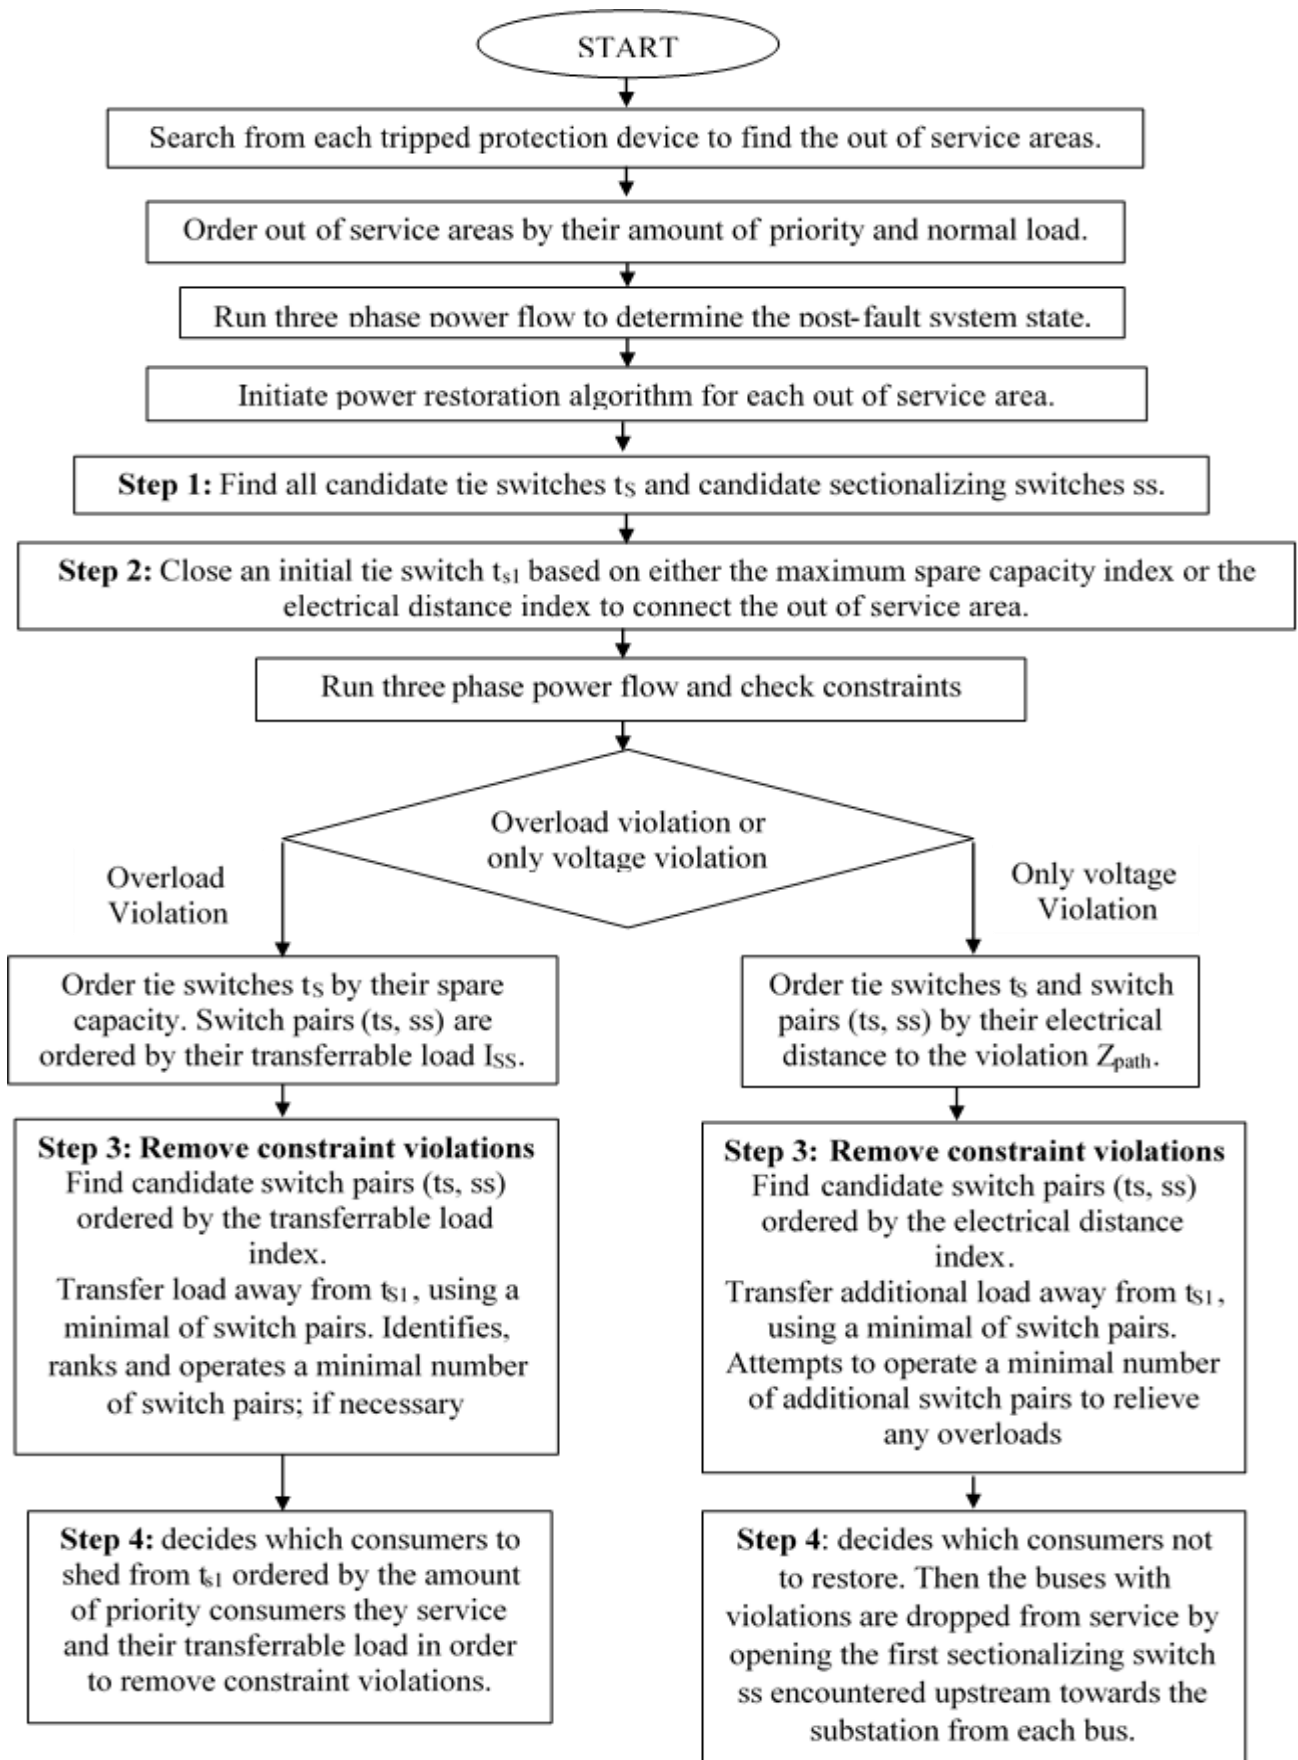 START
Search from each tripped protection device to find the out of service areas.
Order out of service areas by their amount of priority and normal load.
Run three phase power flow to determine the post-fault system state.
Initiate power restoration algorithm for each out of service area.
Step 1: Find all candidate tie switches tS and candidate sectionalizing switches ss.
Step 2: Close an initial tie switch ts1 based on either the maximum spare capacity index or the
electrical distance index to connect the out of service area.
Run three phase power flow and check constraints
Overload violation or
only voltage violation
Overload
Violation
Only voltage
Violation
Order tie switches tS by their spare
capacity. Switch pairs (ts, ss) are
ordered by their transferrable load ISS.
Order tie switches tS and switch
pairs (ts, ss) by their electrical
distance to the violation Zpath.
Step 3: Remove constraint violations
Find candidate switch pairs (ts, ss)
ordered by the transferrable load
index.
Transfer load away from tS1, using a
minimal of switch pairs. Identifies,
ranks and operates a minimal number
of switch pairs; if necessary
Step 3: Remove constraint violations
Find candidate switch pairs (ts, ss)
ordered by the electrical distance
index.
Transfer additional load away from tS1,
using a minimal of switch pairs.
Attempts to operate a minimal number
of additional switch pairs to relieve
any overloads
Step 4: decides which consumers to
shed from ts1 ordered by the amount
of priority consumers they service
and their transferrable load in order
to remove constraint violations.
Step 4: decides which consumers not
to restore. Then the buses with
violations are dropped from service by
opening the first sectionalizing switch
ss encountered upstream towards the
substation from each bus.